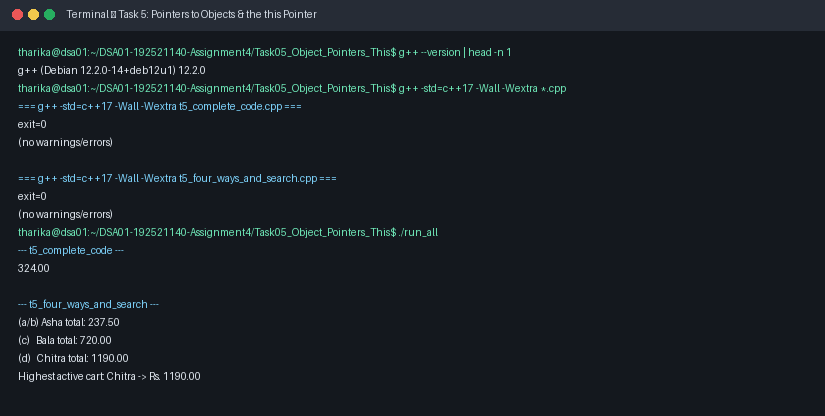 Terminal ▯ Task 5: Pointers to Objects & the this Pointer
tharika@dsa01:~/DSA01-192521140-Assignment4/Task05_Object_Pointers_This$ g++ --version | head -n 1
g++ (Debian 12.2.0-14+deb12u1) 12.2.0
tharika@dsa01:~/DSA01-192521140-Assignment4/Task05_Object_Pointers_This$ g++ -std=c++17 -Wall -Wextra *.cpp
=== g++ -std=c++17 -Wall -Wextra t5_complete_code.cpp ===
exit=0
(no warnings/errors)
=== g++ -std=c++17 -Wall -Wextra t5_four_ways_and_search.cpp ===
exit=0
(no warnings/errors)
tharika@dsa01:~/DSA01-192521140-Assignment4/Task05_Object_Pointers_This$ ./run_all
--- t5_complete_code ---
324.00
--- t5_four_ways_and_search ---
(a/b) Asha total: 237.50
(c) Bala total: 720.00
(d) Chitra total: 1190.00
Highest active cart: Chitra -> Rs. 1190.00